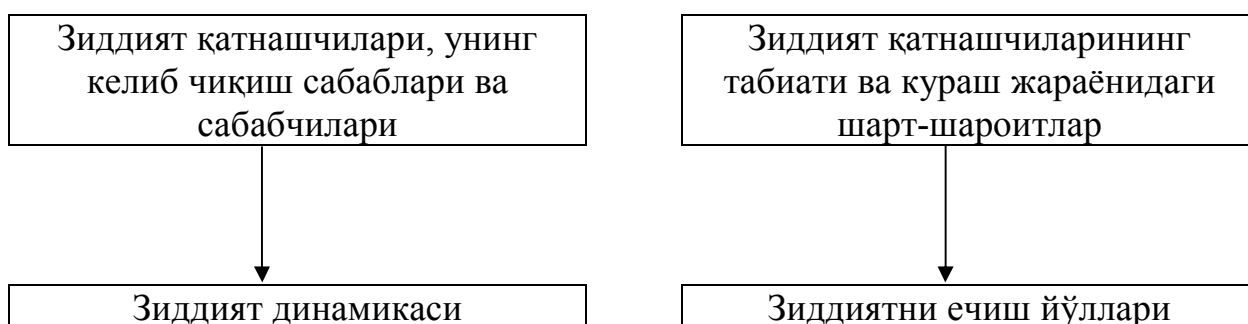 Зиддият қатнашчилари, унинг
келиб чиқиш сабаблари ва
сабабчилари
Зиддият қатнашчиларининг
табиати ва кураш жараёнидаги
шарт-шароитлар
Зиддият динамикаси
Зиддиятни ечиш йўллари